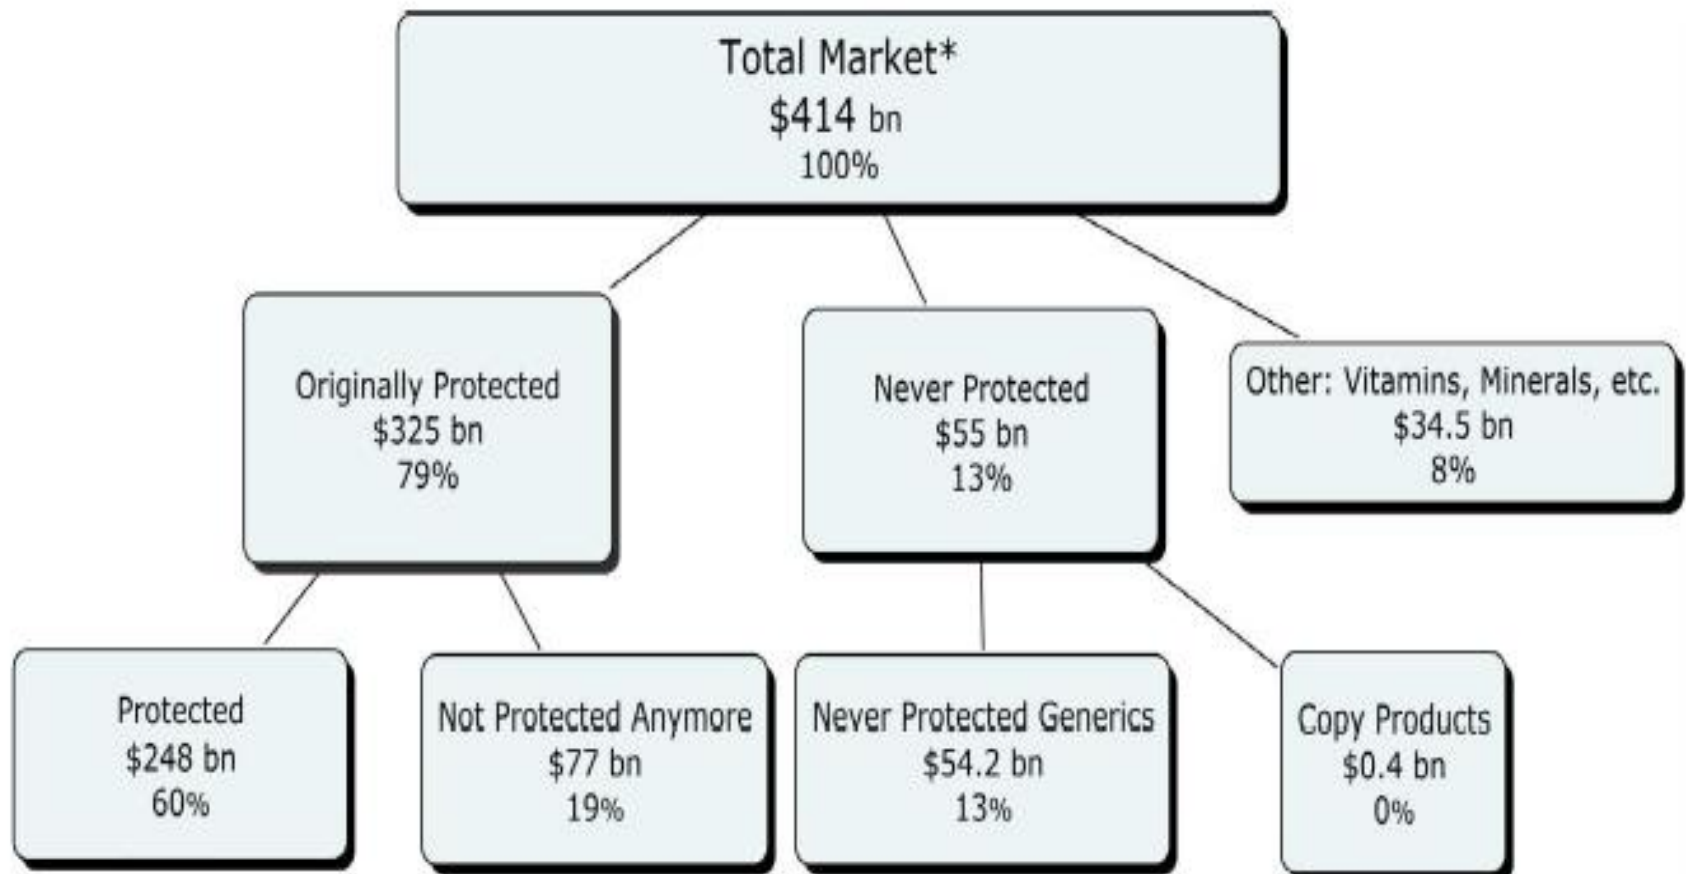 Total Market*
$414 bn
100%
Originally Protected
$325 bn
79%
Never Protected
$55 bn
13%
Other: Vitamins, Minerals, etc.
$34.5 bn
8%
Protected
$248 bn
60%
Not Protected Anymore
$77 bn
19%
Never Protected Generics
$54.2 bn
13%
Copy Products
$0.4 bn
0%